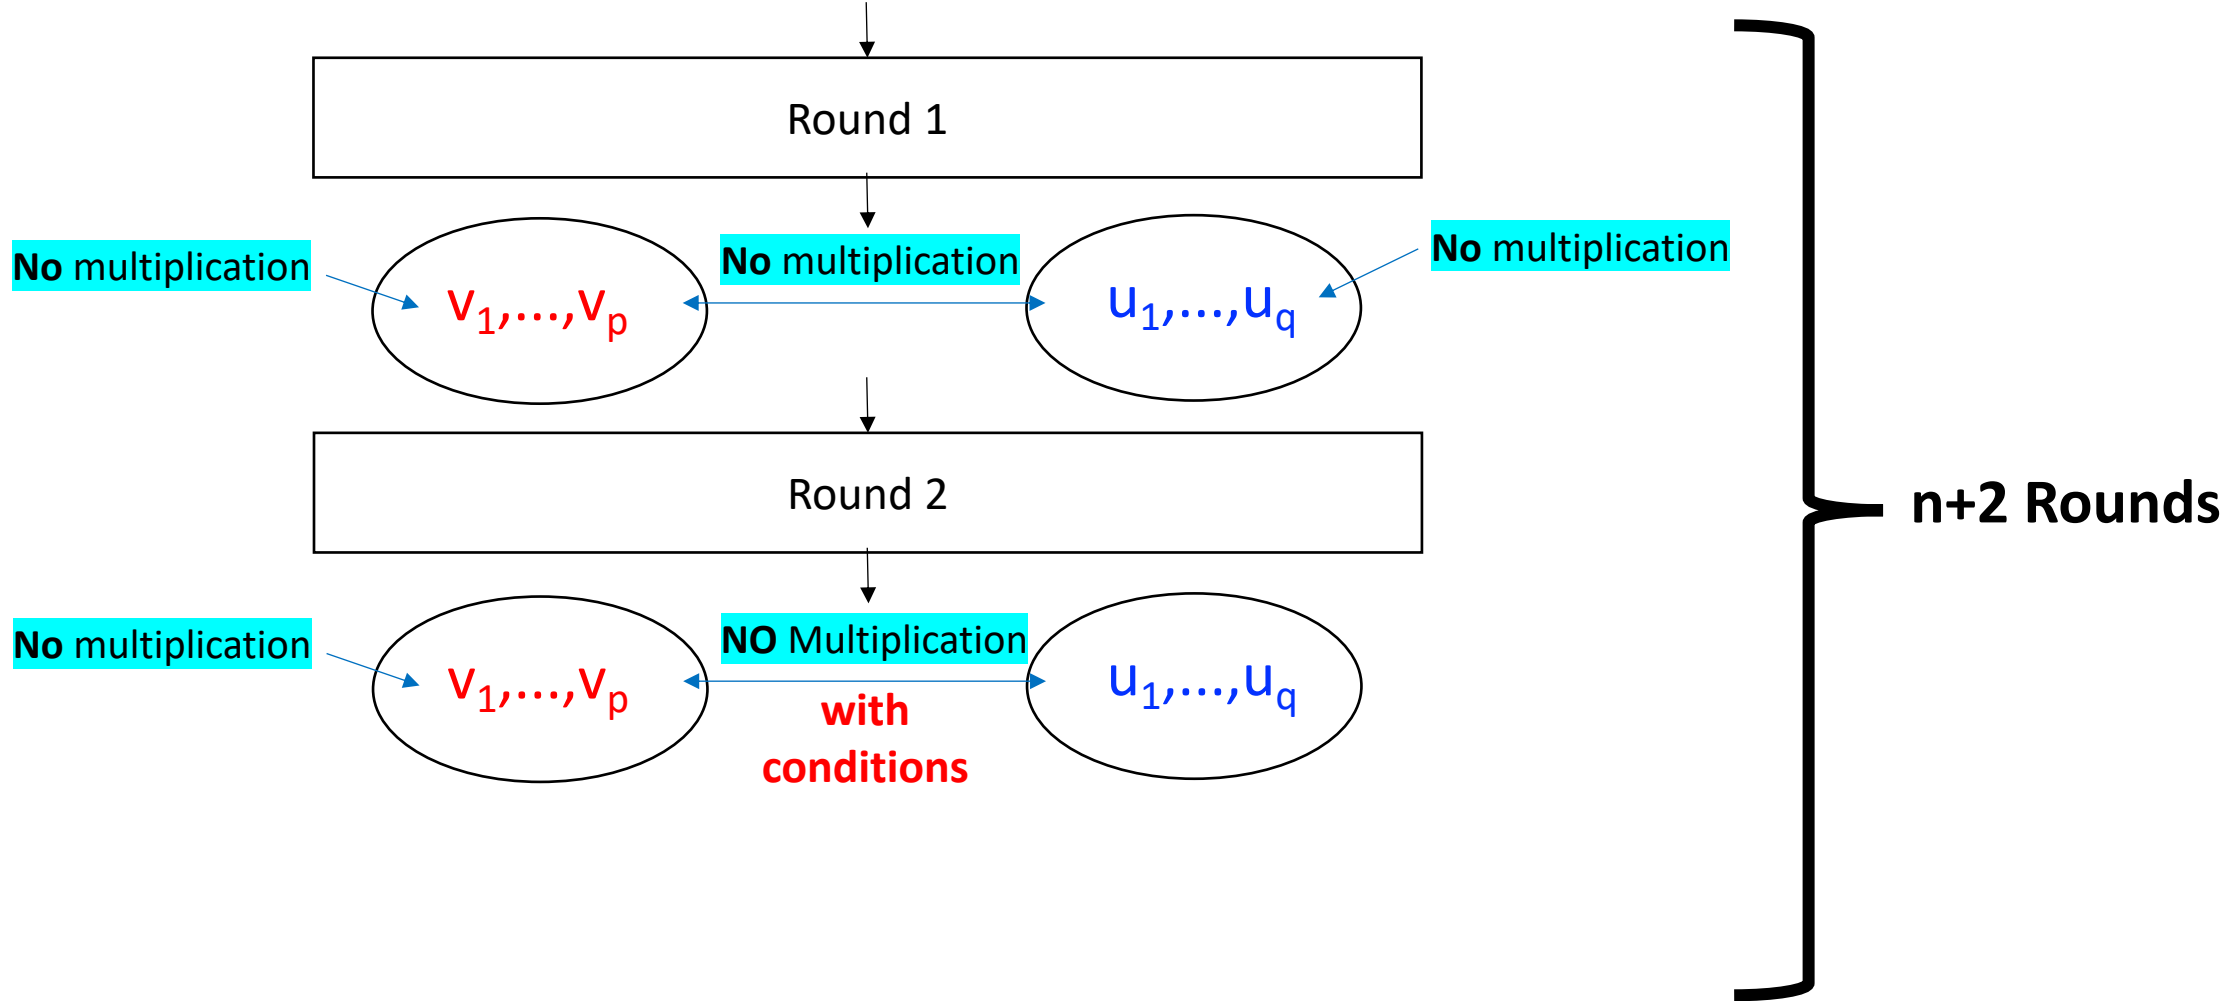 Round 1
No multiplication
No multiplication
No multiplication
v1,...,vp
u1,...,uq
Round 2
n+2 Rounds
No multiplication
NO Multiplication
v1,...,vp
u1,...,uq
with
conditions